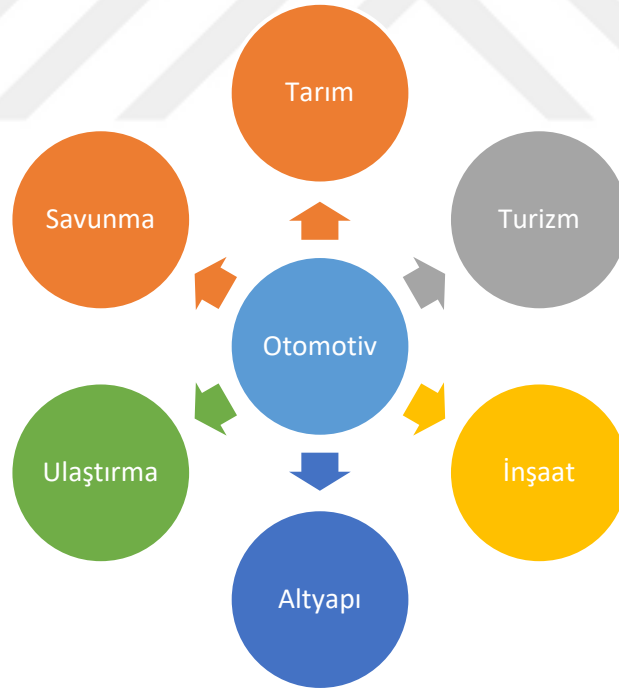 Tarım
Savunma
Turizm
Otomotiv
Ulaştırma
İnşaat
Altyapı